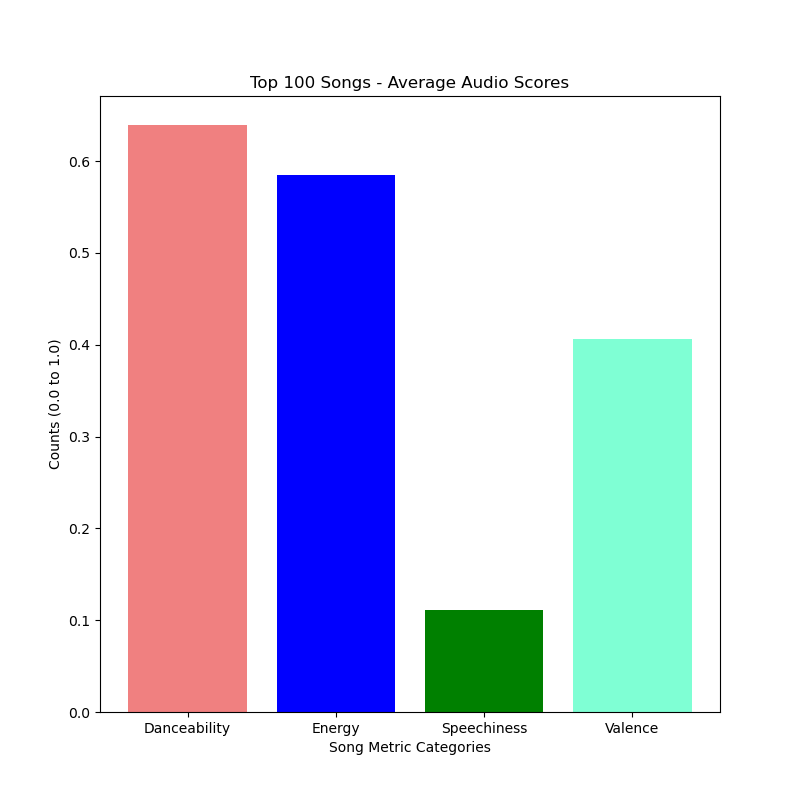 Top 100 Songs - Average Audio Scores
Counts (0.0 to 1.0)
0.6
0.5
0.4
0.3
0.2
0.1
0.0
Danceability Energy Speechiness Valence
Song Metric Categories